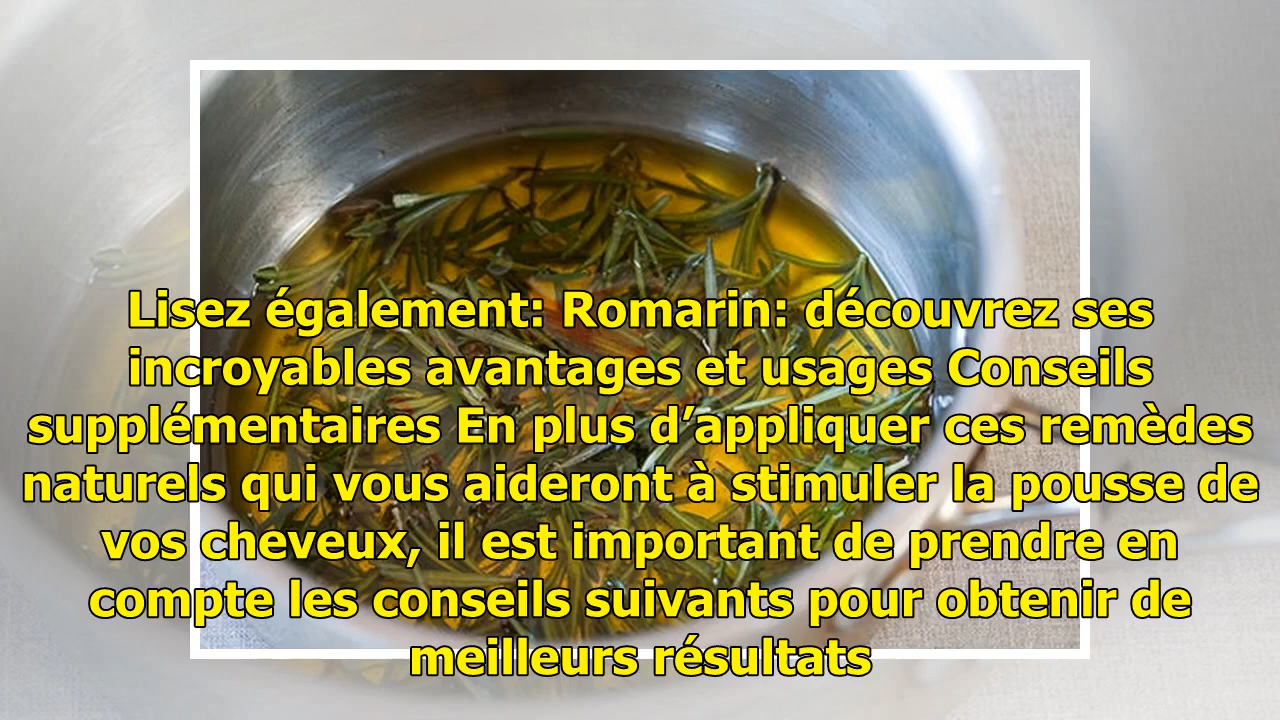 Lisez également: Romarin: découvrez ses
incroyables avantages et usages Conseils
supplémentaires En plus d’appliquer ces remèdes
naturels qui vous aideront à stimuler la pousse de
vos cheveux, il est important de prendre en
compte les conseils suivants pour obtenir de
meilleurs résultats